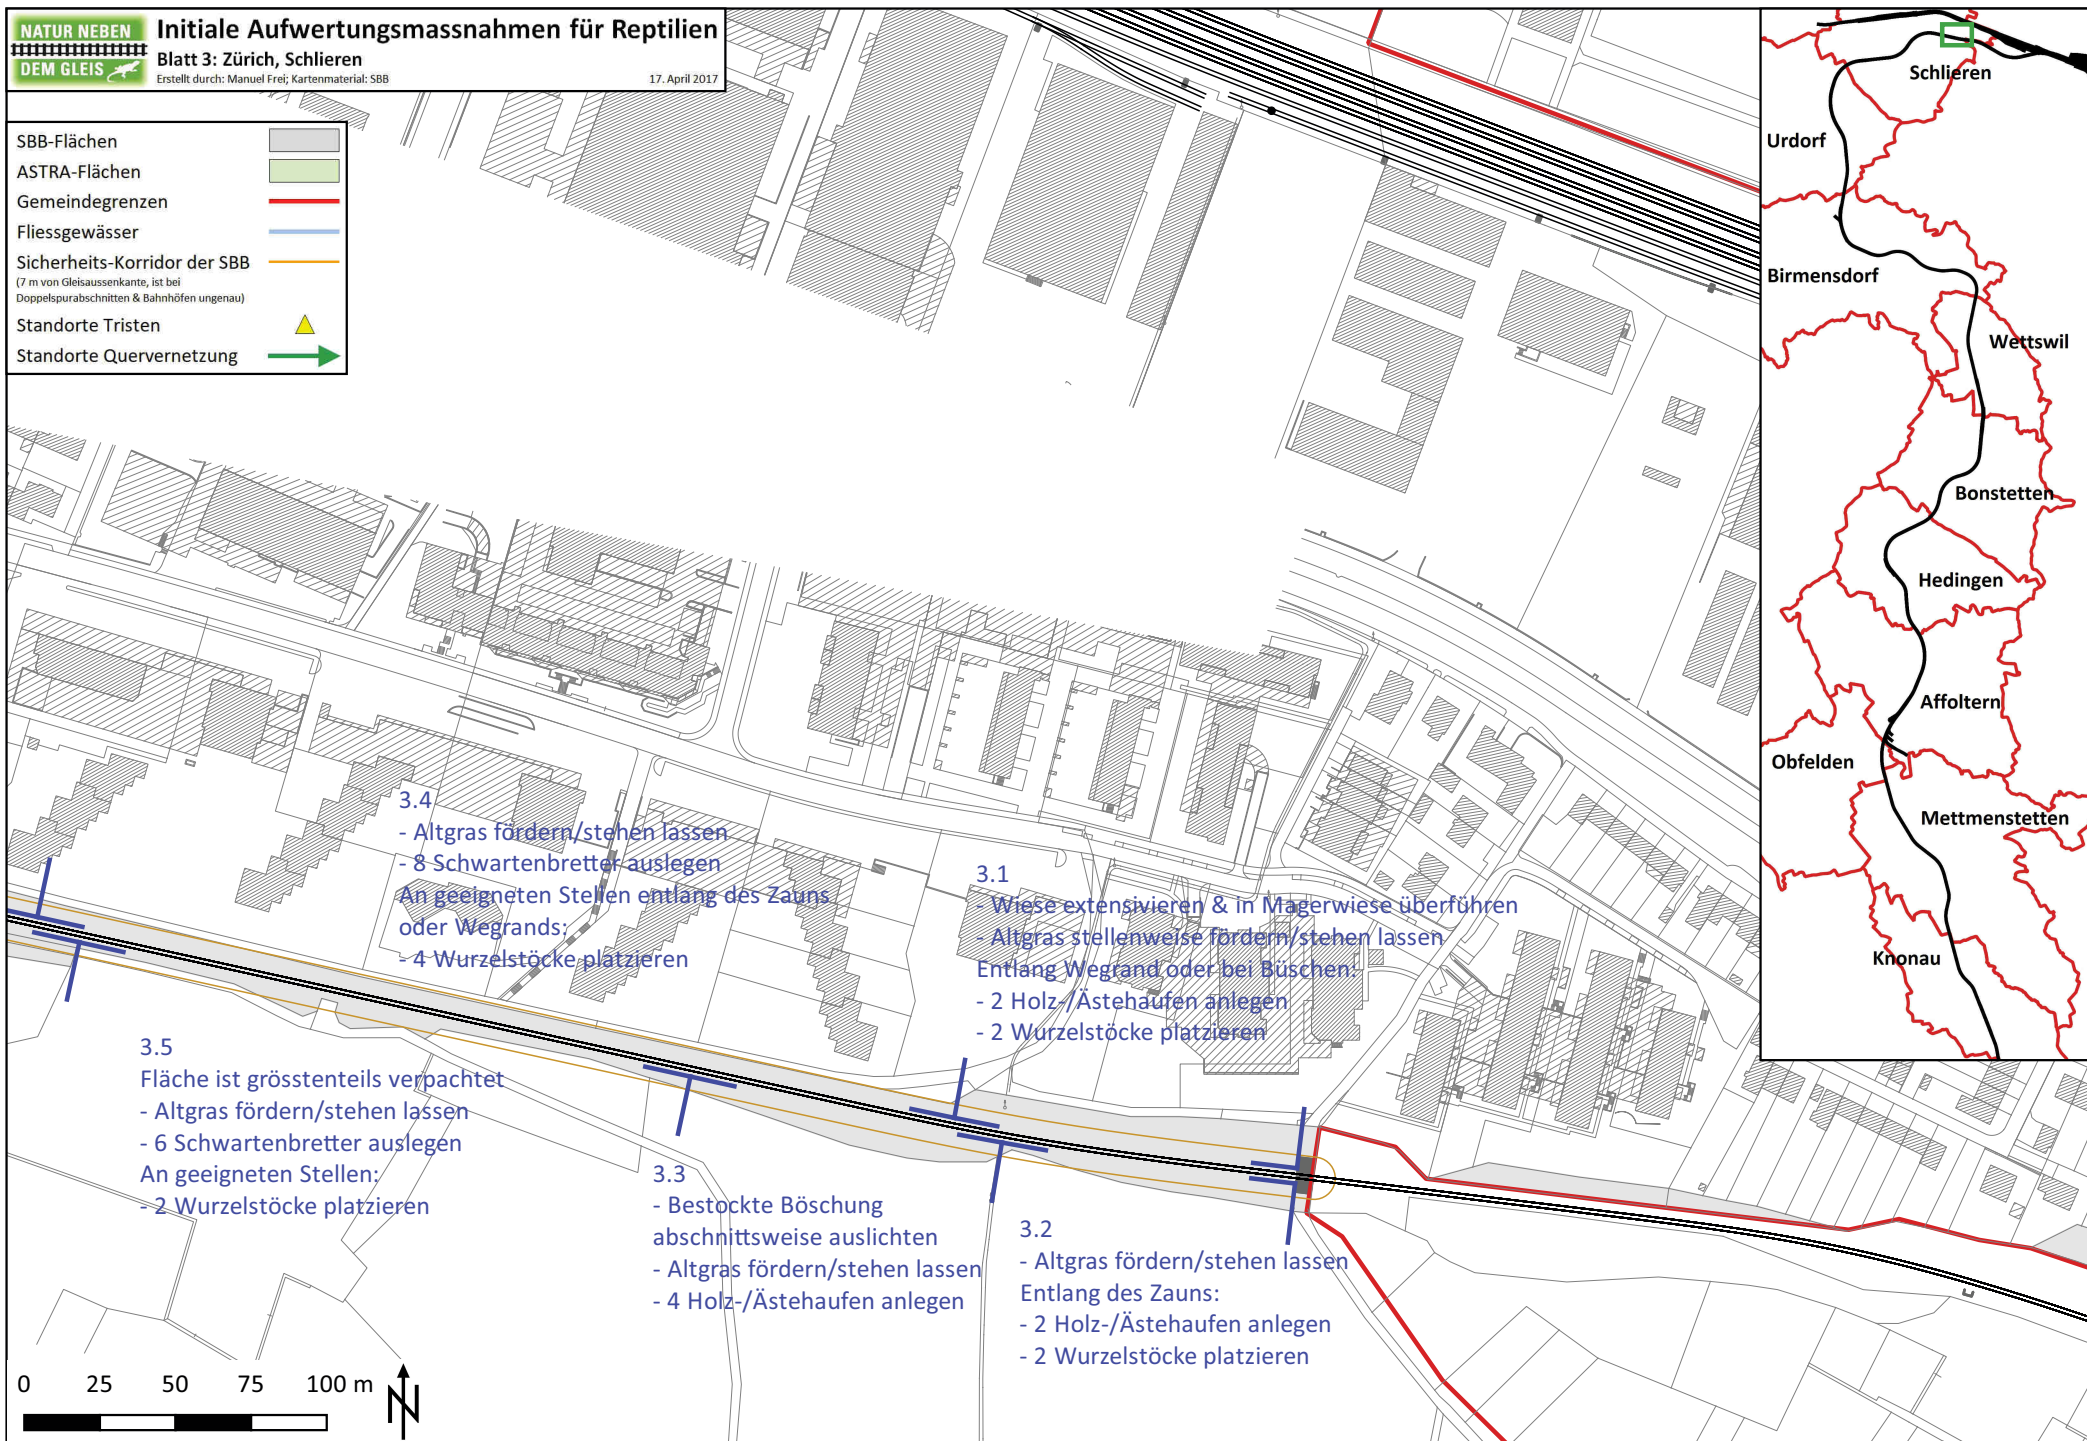 NATUR NEBEN
DEM GLEIS
Initiale Aufwertungsmassnahmen für Reptilien
Blatt 3: Zürich, Schlieren
Erstellt durch: Manuel Frei; Kartenmaterial: SBB
17. April 2017
SBB-Flächen
ASTRA-Flächen
Gemeindegrenzen
Fliessgewässer
Sicherheits-Korridor der SBB
(7 m von Gleisaussenkante, ist bei
Doppelspurabschnitten & Bahnhöfen ungenau)
Standorte Tristen
Standorte Quervernetzung
Schlieren
Urdorf
Birmensdorf
Wettswil
Bonstetten
Hedingen
Affoltern
Obfelden
Mettmenstetten
Knonau
3.4
- Altgras fördern/stehen lassen
- 8 Schwartenbretter auslegen
An geeigneten Stellen entlang des Zauns
oder Wegrands:
- 4 Wurzelstöcke platzieren
3.1
- Wiese extensivieren & in Magerwiese überführen
- Altgras stellenweise fördern/stehen lassen
Entlang Wegrand oder bei Büschen:
- 2 Holz-/Ästehaufen anlegen
- 2 Wurzelstöcke platzieren
3.5
Fläche ist grösstenteils verpachtet
- Altgras fördern/stehen lassen
- 6 Schwartenbretter auslegen
An geeigneten Stellen:
- 2 Wurzelstöcke platzieren
3.3
- Bestockte Böschung
abschnittsweise auslichten
- Altgras fördern/stehen lassen
- 4 Holz-/Ästehaufen anlegen
3.2
- Altgras fördern/stehen lassen
Entlang des Zauns:
- 2 Holz-/Ästehaufen anlegen
- 2 Wurzelstöcke platzieren
0 25 50 75 100 m
N